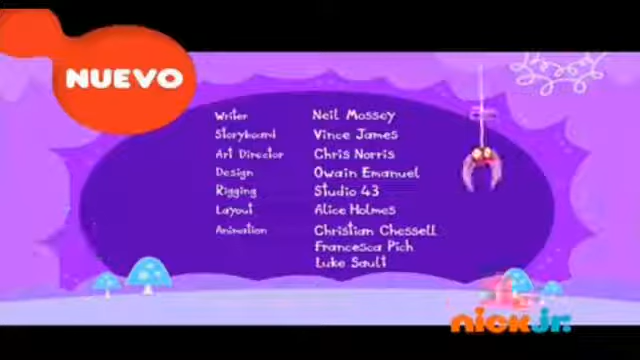 NUEVO
Writer Neil Mossey
Storyboard Vince James
Art Director Chris Norris
Design Owain Emanuel
Rigging Studio 43
Layout Alice Holmes
Animation Christian Chessell
Francesca Pich
Luke Sault
nick jr.